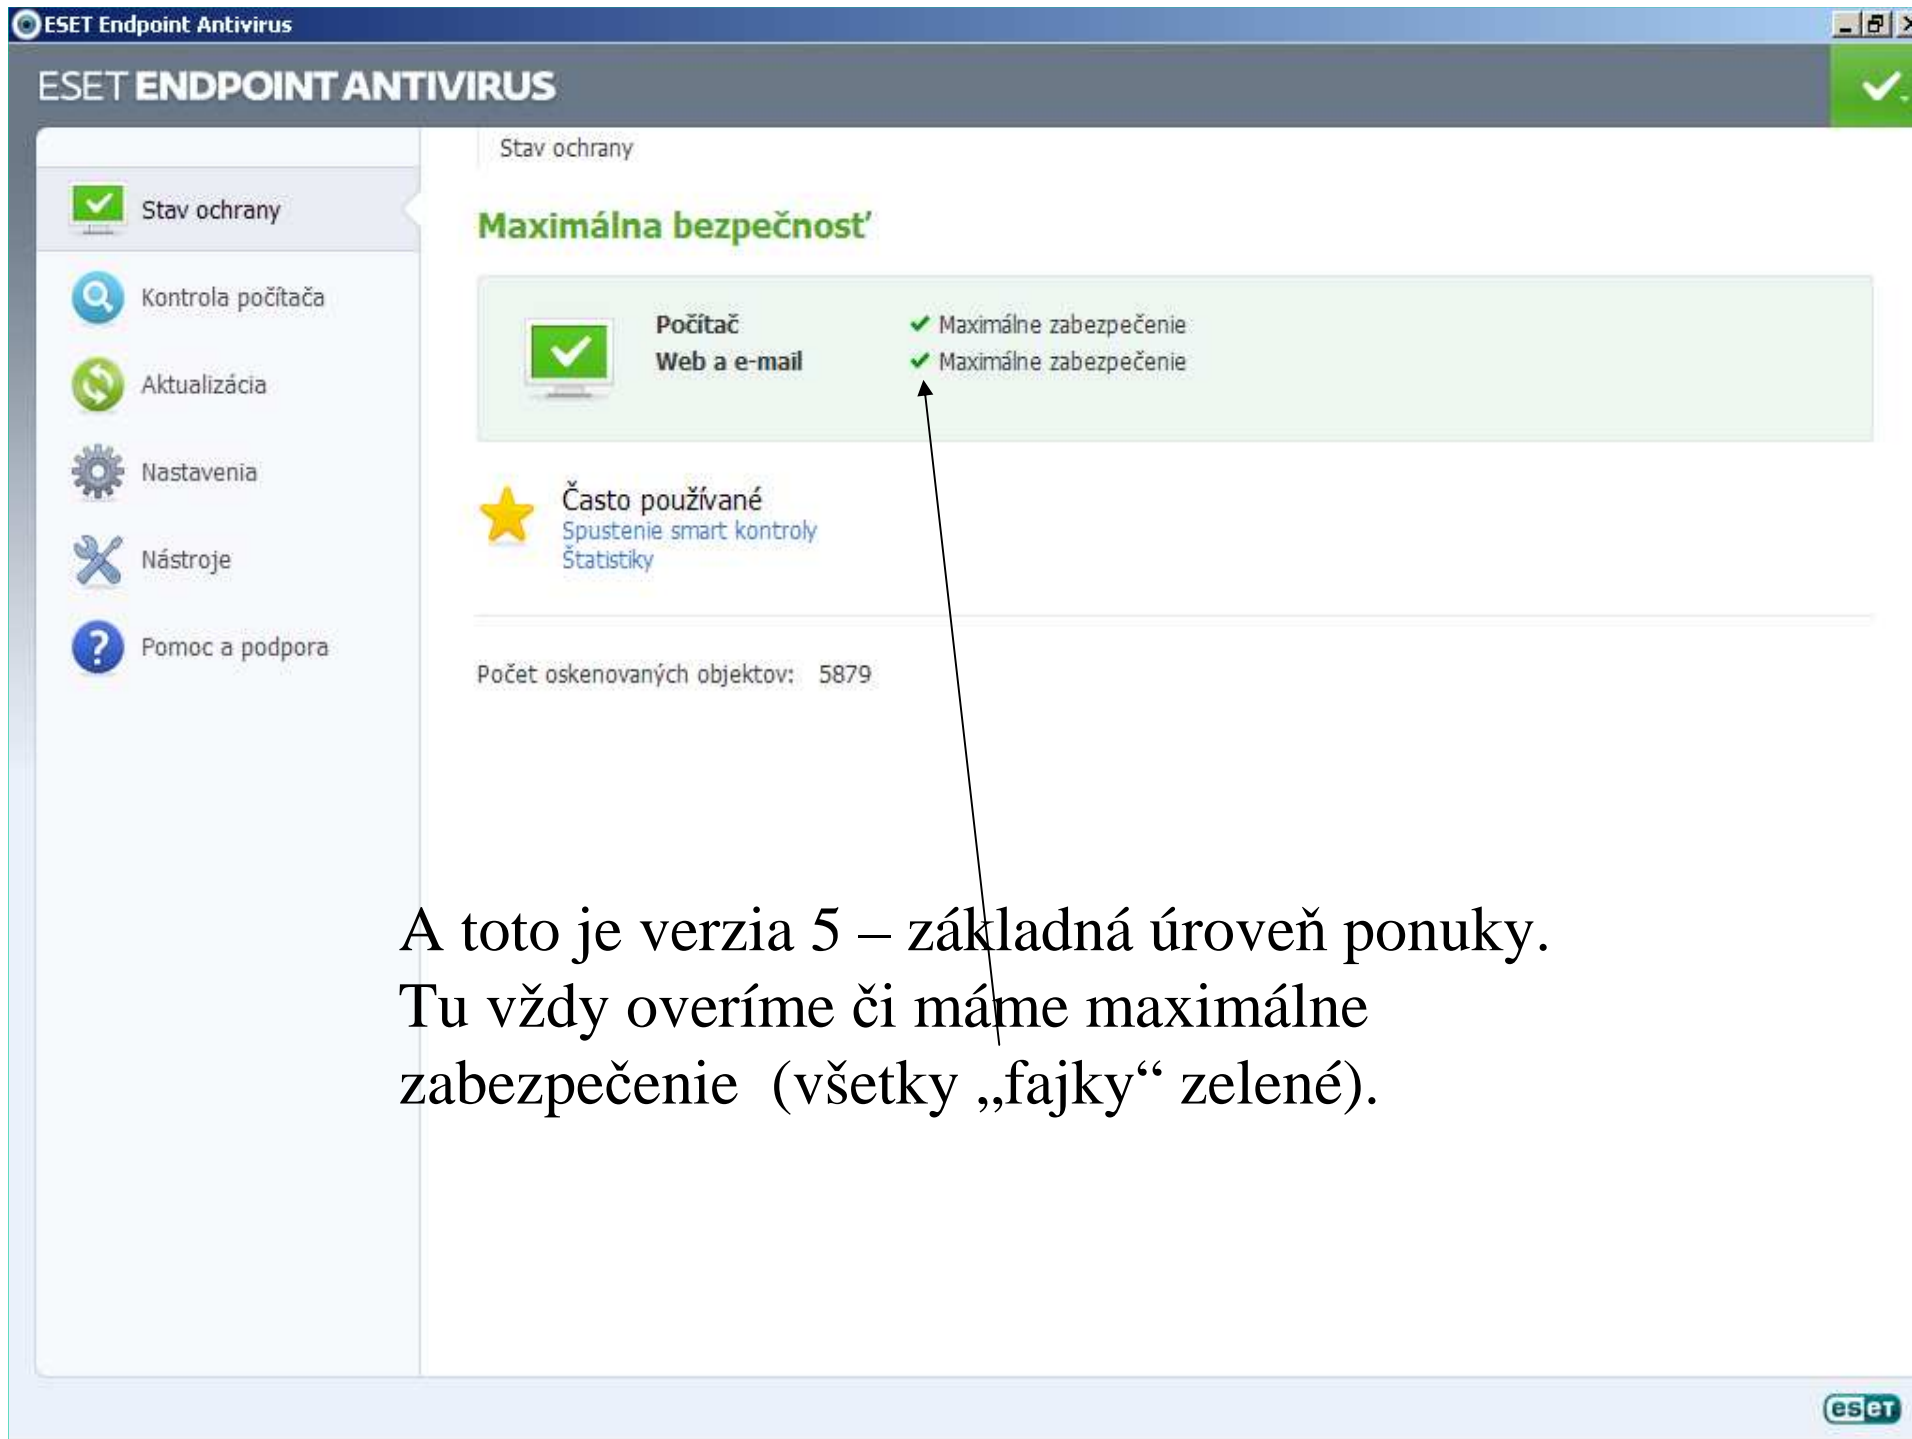 ESET Endpoint Antivirus
ESET ENDPOINT ANTIVIRUS
Stav ochrany
Stav ochrany
Maximálna bezpečnosť
Kontrola počítača
Počítač Maximálne zabezpečenie
Web a e-mail Maximálne zabezpečenie
Aktualizácia
Nastavenia
Často používané
Spustenie smart kontroly
Štatistiky
Nástroje
Pomoc a podpora
Počet oskenovaných objektov: 5879
A toto je verzia 5 – základná úroveň ponuky.
Tu vždy overíme či máme maximálne
zabezpečenie (všetky „fajky“ zelené).
eseT